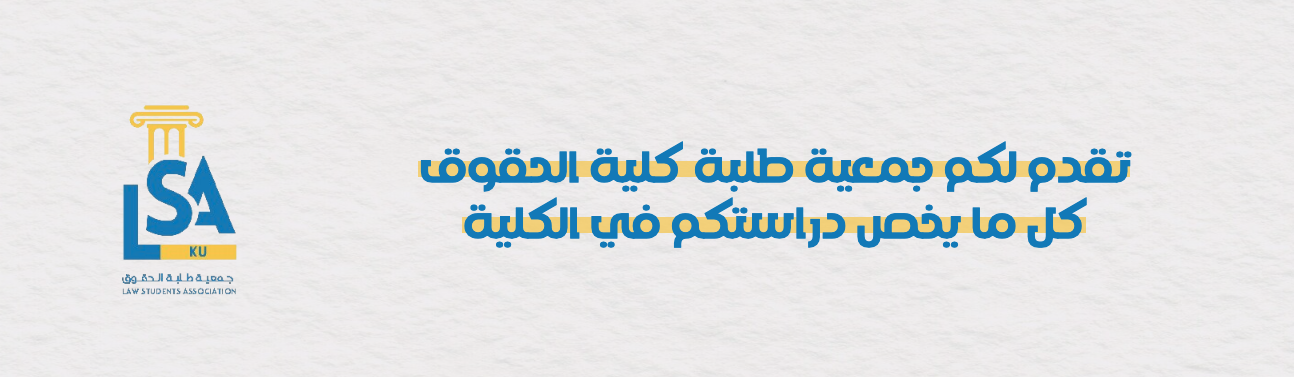 تقدم لكم جمعية طلبة كلية الحقوق
كل ما يخص دراستكم في الكلية
LSA
KU
جمعية طلبة الحقوق
LAW STUDENTS ASSOCIATION